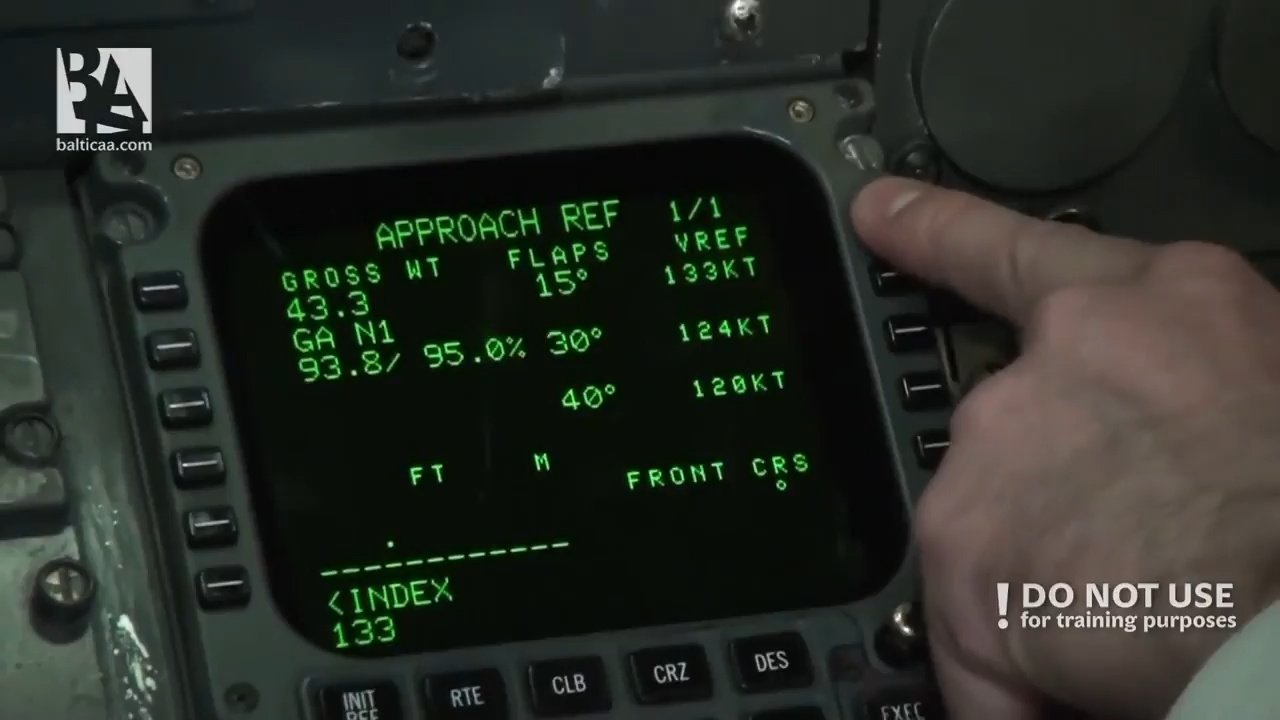 BA
balticaa.com
APPROACH REF 1/1
GROSS WT FLAPS VREF
43.3 15° 133KT
GA N1
93.8/ 95.0% 30° 124KT
40° 120KT
FT M FRONT CRS
°
. 
-----------
<INDEX
133
INIT REF
RTE
CLB
CRZ
DES
EXEC
! DO NOT USE
for training purposes